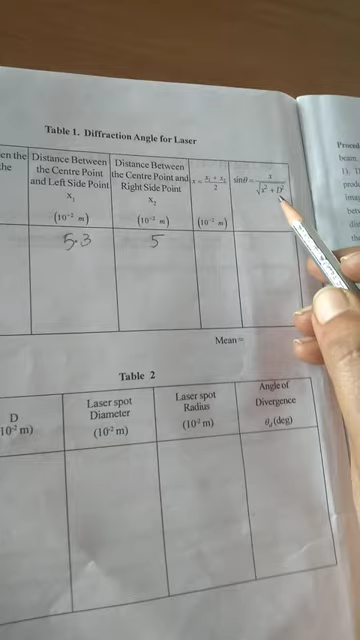 Table 1. Diffraction Angle for Laser
en the Distance Between Distance Between
the the Centre Point the Centre Point and x = x₁ + x₂ / 2 sinθ = x / √x² + D²
and Left Side Point Right Side Point
x₁ x₂
(10⁻² m) (10⁻² m) (10⁻² m)
5.3 5
Mean =
Table 2
D Laser spot Diameter Laser spot Radius Angle of Divergence
10⁻² m) (10⁻² m) (10⁻² m) θd (deg)
Proced
beam.
1). T
prod
imag
betw